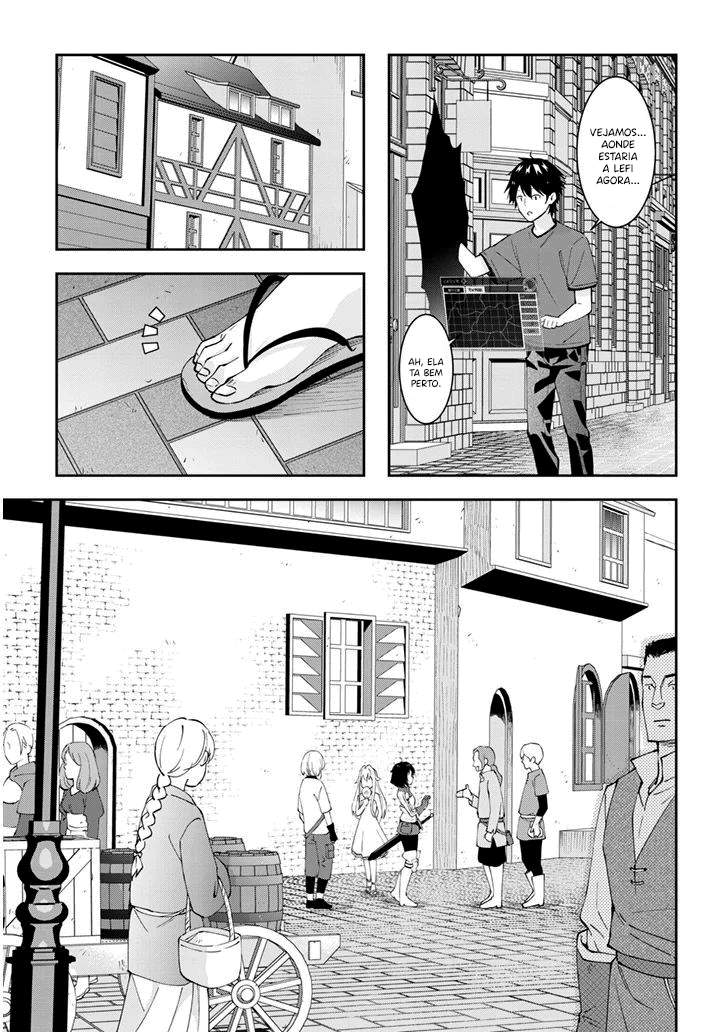 VEJAMOS...
AONDE
ESTARIA
A LEFI
AGORA...
AH, ELA
TA BEM
PERTO.